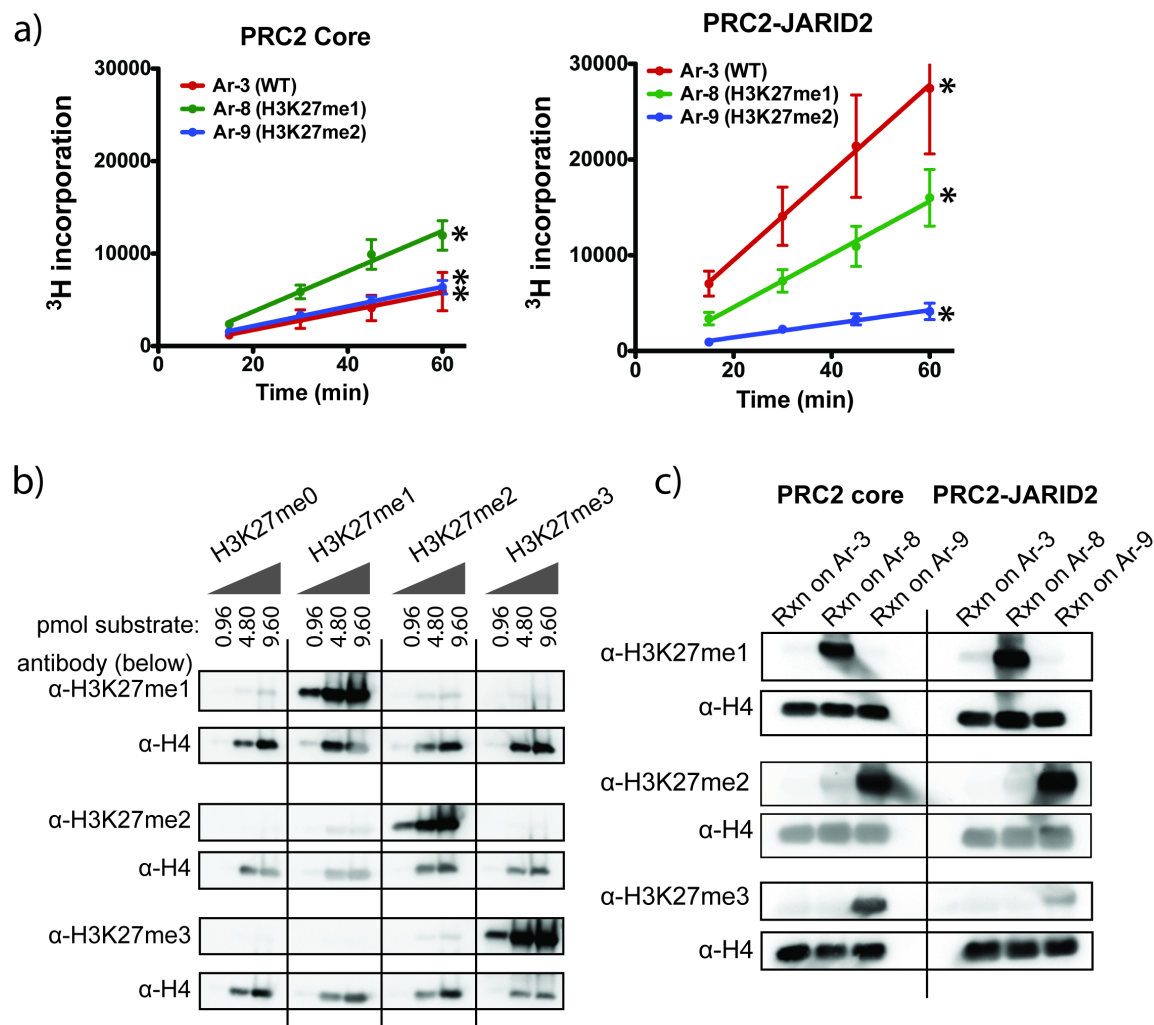 a)
PRC2 Core
30000
20000
10000
0
0 20 40 60
³H incorporation
Time (min)
Ar-3 (WT)
Ar-8 (H3K27me1)
Ar-9 (H3K27me2)
*
*
*
PRC2-JARID2
30000
20000
10000
0
0 20 40 60
³H incorporation
Time (min)
Ar-3 (WT)
Ar-8 (H3K27me1)
Ar-9 (H3K27me2)
*
*
*
b)
H3K27me0 H3K27me1 H3K27me2 H3K27me3
pmol substrate: 0.96 4.80 9.60 0.96 4.80 9.60 0.96 4.80 9.60 0.96 4.80 9.60
antibody (below)
α-H3K27me1
α-H4
α-H3K27me2
α-H4
α-H3K27me3
α-H4
c)
PRC2 core PRC2-JARID2
Rxn on Ar-3 Rxn on Ar-8 Rxn on Ar-9 Rxn on Ar-3 Rxn on Ar-8 Rxn on Ar-9
α-H3K27me1
α-H4
α-H3K27me2
α-H4
α-H3K27me3
α-H4